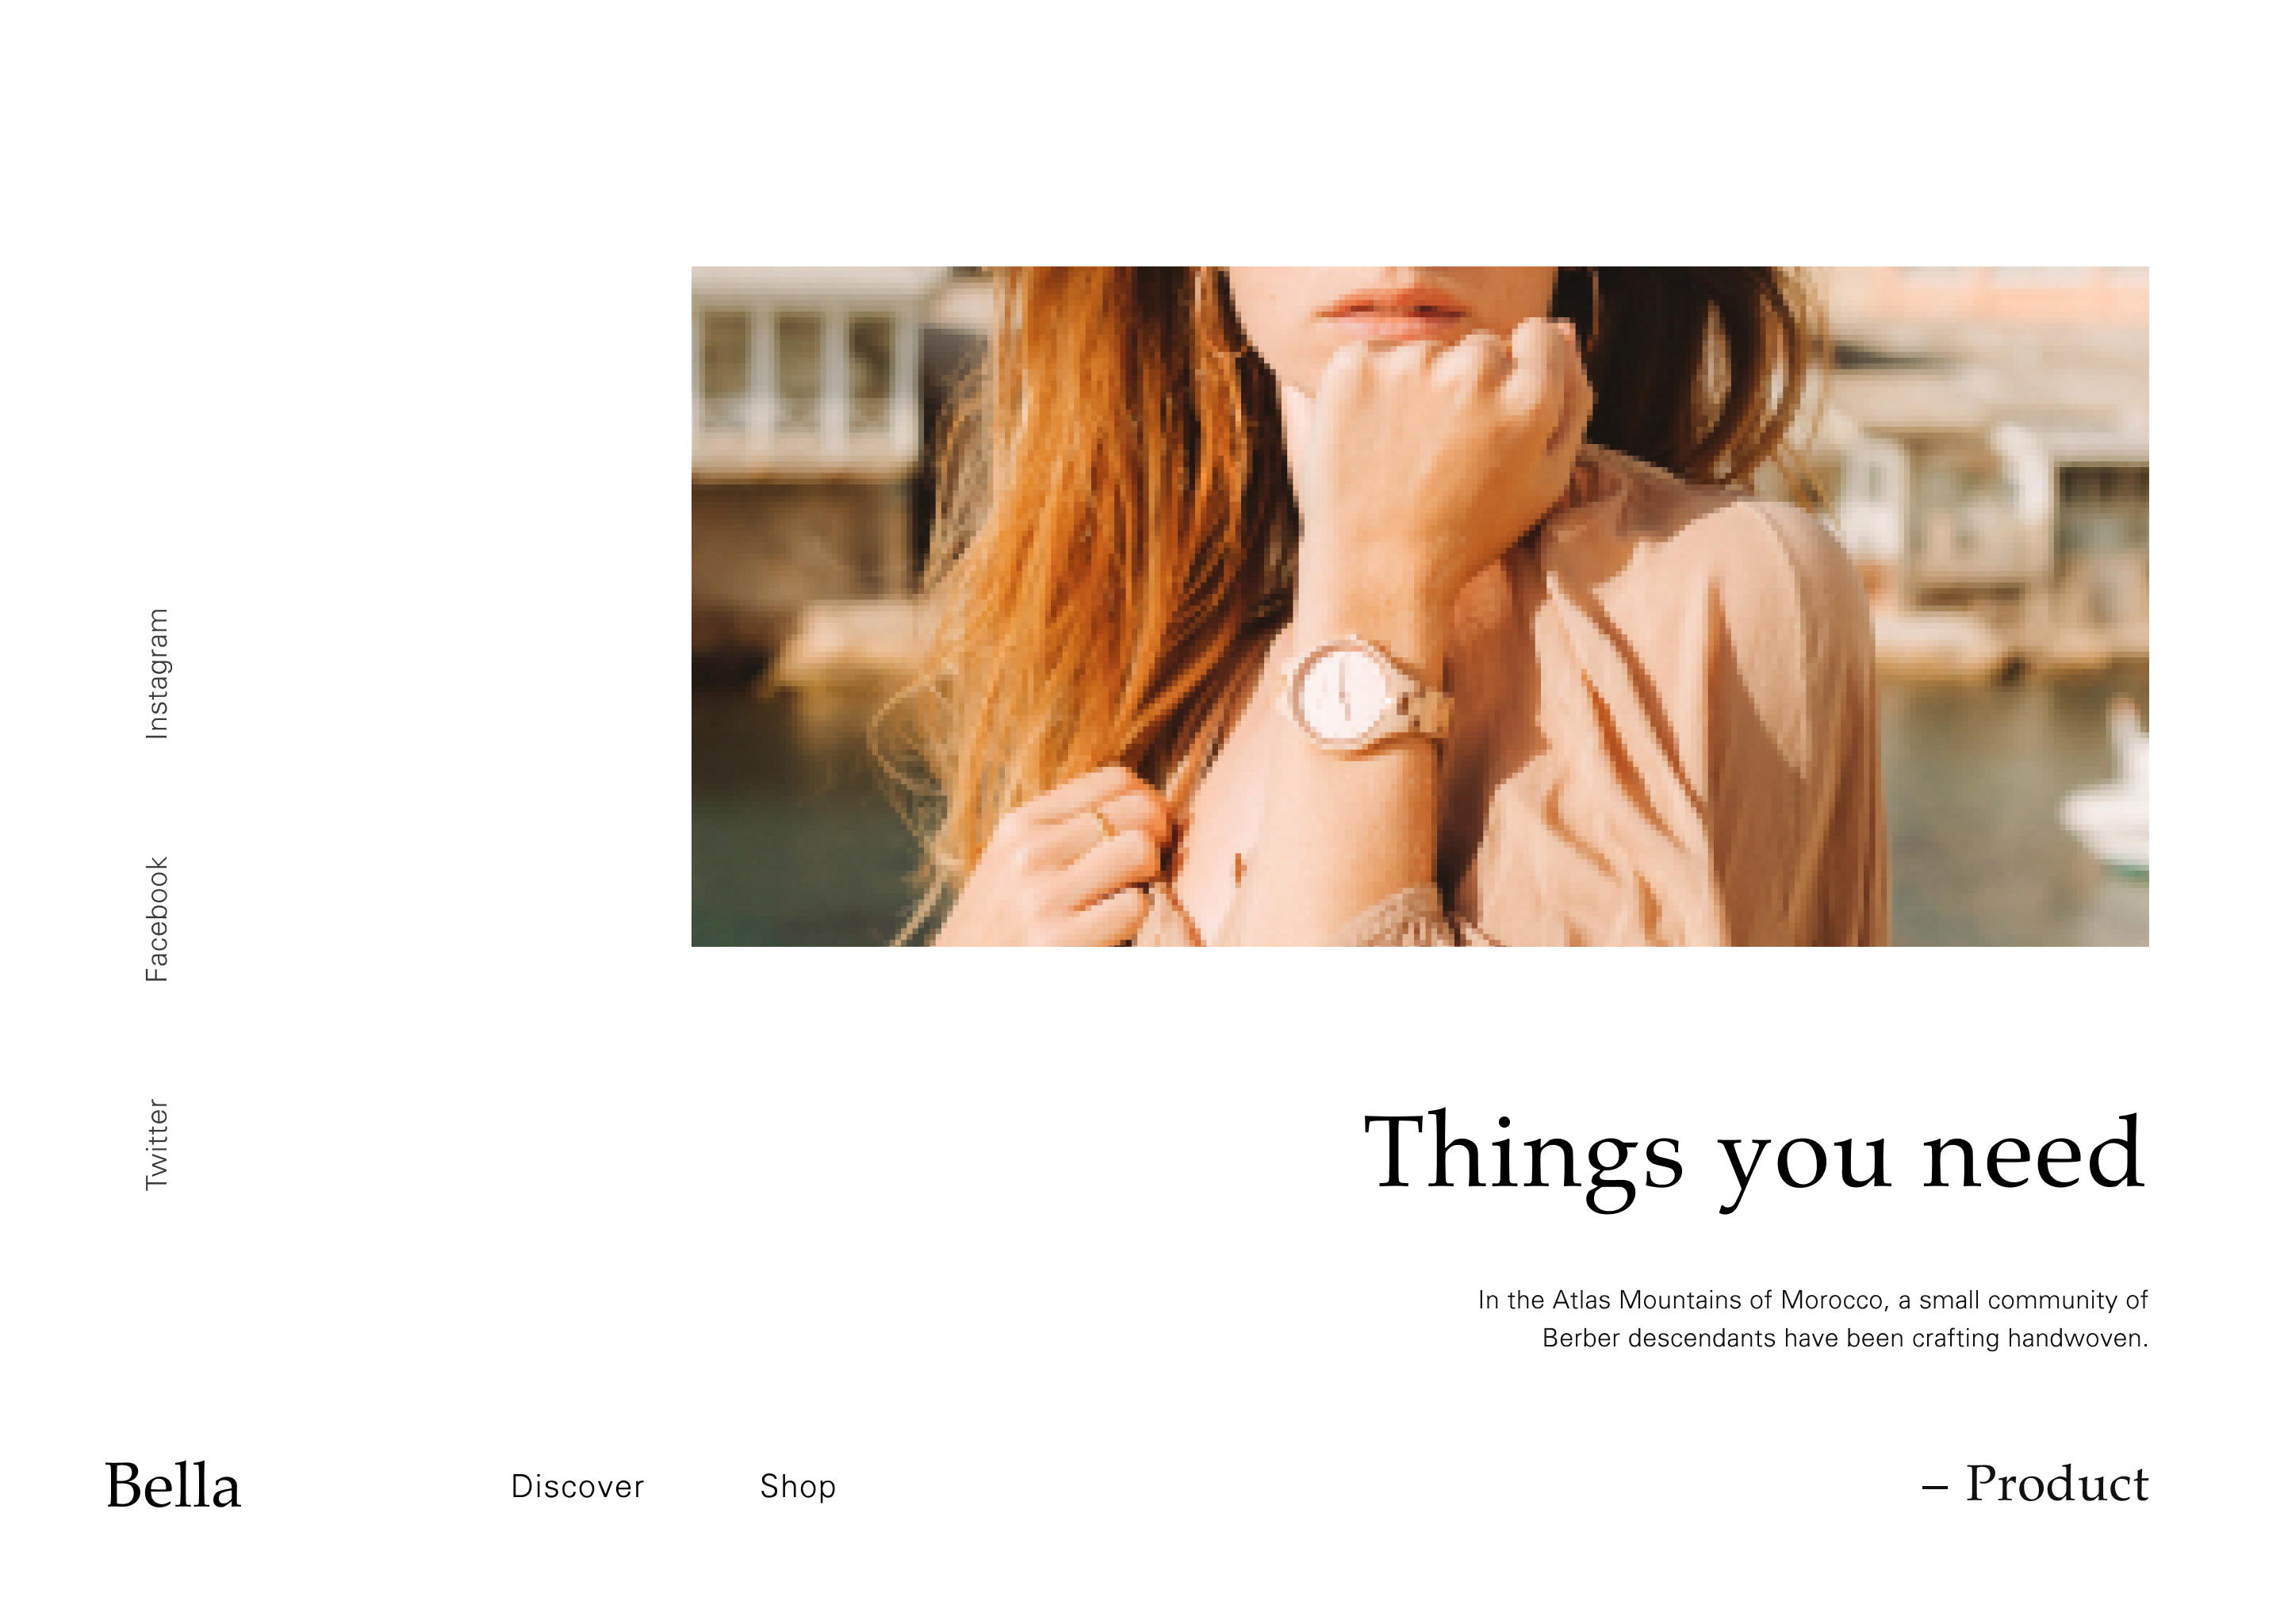 Instagram
Facebook
Twitter
Things you need
In the Atlas Mountains of Morocco, a small community of
Berber descendants have been crafting handwoven.
Bella
Discover
Shop
– Product